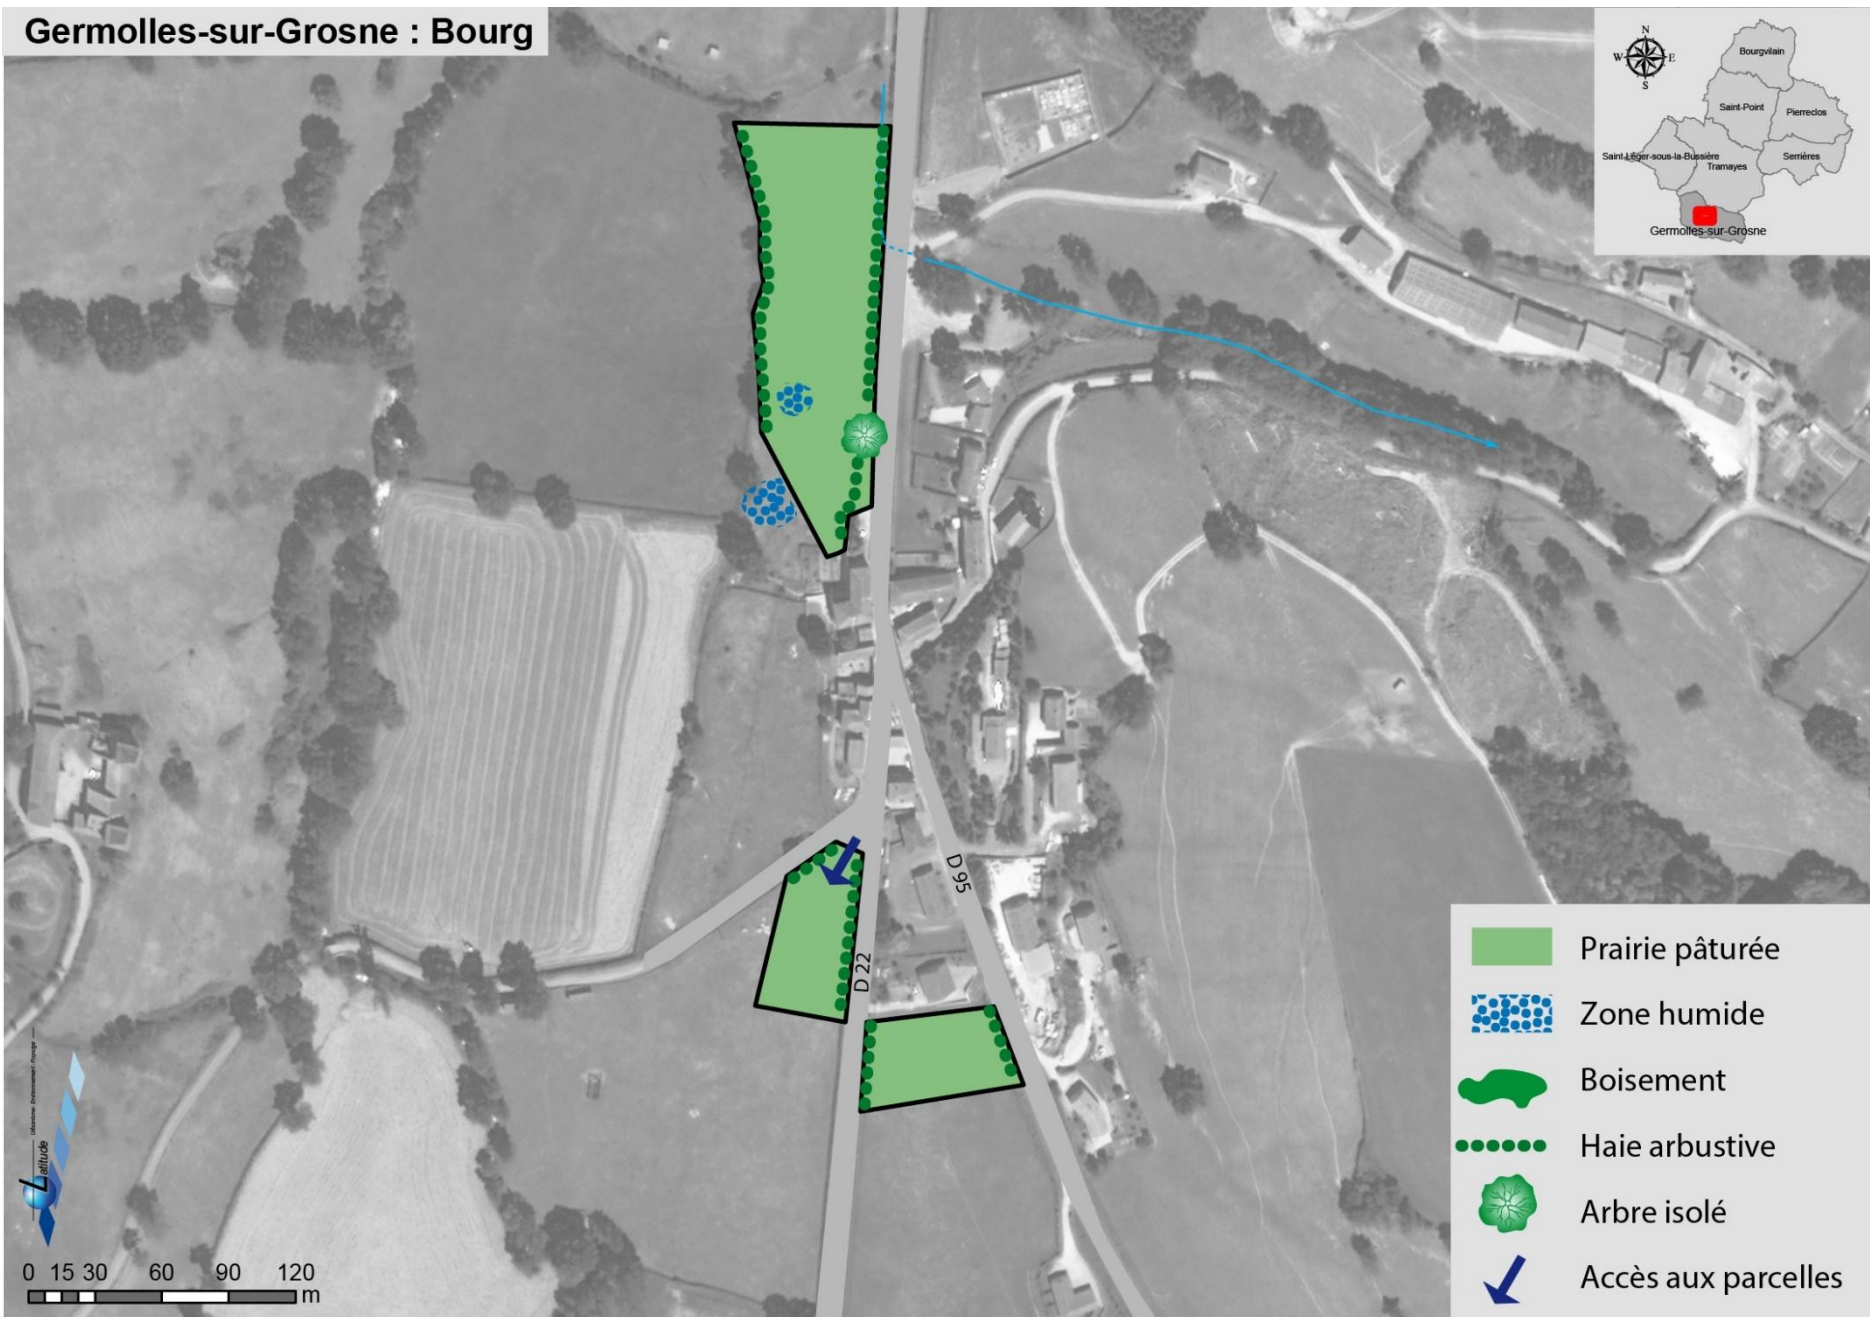 Germolles-sur-Grosne : Bourg
N
W
E
S
Bourgvilain
Saint-Point
Pierreclos
Saint-Léger-sous-la-Bussière
Tramayes
Serrières
Germolles-sur-Grosne
D 95
D 22
Prairie pâturée
Zone humide
Boisement
Haie arbustive
Arbre isolé
Accès aux parcelles
Latitude
0 15 30 60 90 120
m